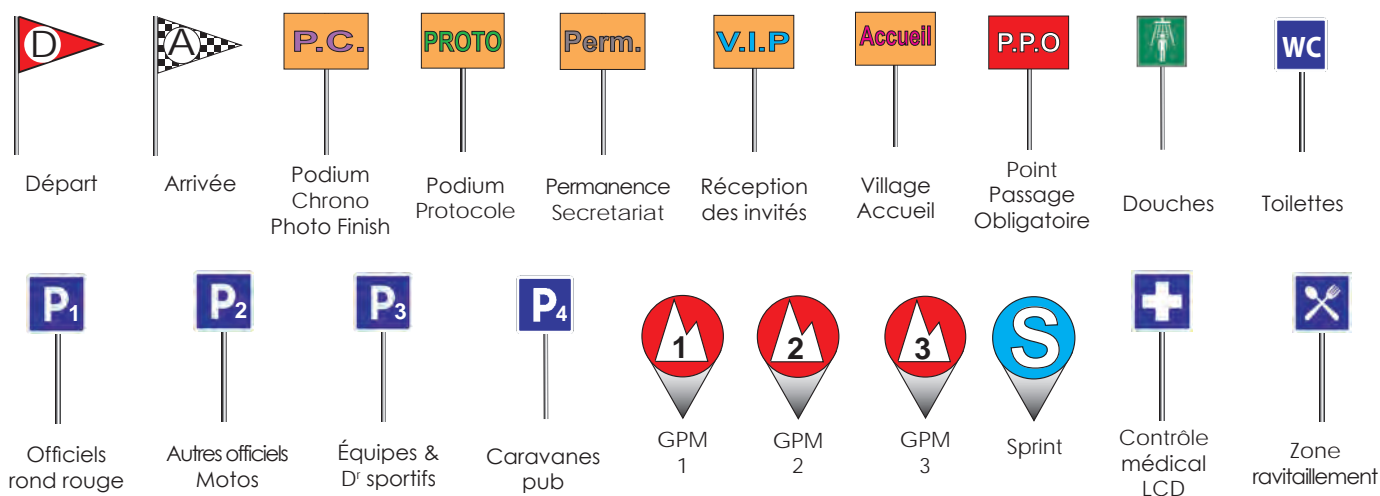 D
A
P.C.
PROTO
Perm.
V.I.P
Accueil
P.P.O
WC
Départ
Arrivée
Podium
Chrono
Photo Finish
Podium
Protocole
Permanence
Secretariat
Réception
des invités
Village
Accueil
Point
Passage
Obligatoire
Douches
Toilettes
P1
P2
P3
P4
1
2
3
S
Officiels
rond rouge
Autres officiels
Motos
Équipes &
Dr sportifs
Caravanes
pub
GPM
1
GPM
2
GPM
3
Sprint
Contrôle
médical
LCD
Zone
ravitaillement